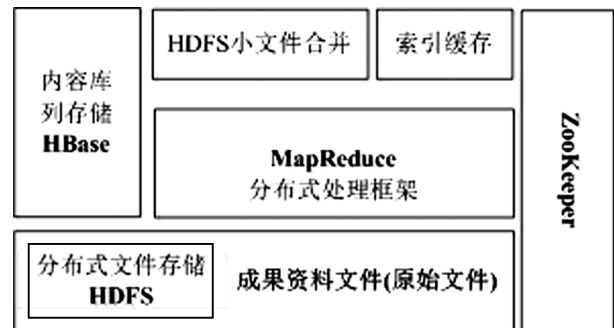 HDFS小文件合并
索引缓存
内容库
列存储
HBase
MapReduce
分布式处理框架
ZooKeeper
分布式文件存储
HDFS
成果资料文件(原始文件)